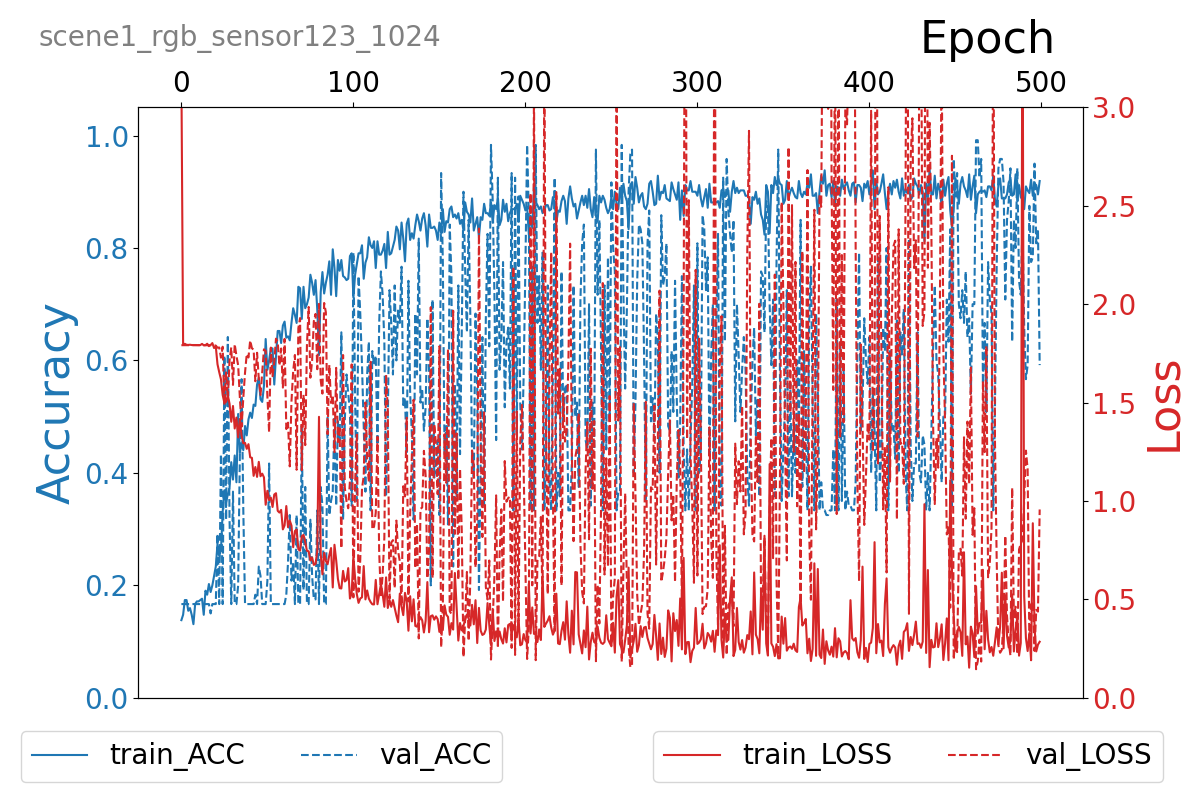 scene1_rgb_sensor123_1024
Epoch
0 100 200 300 400 500
1.0
0.8
0.6
0.4
0.2
0.0
Accuracy
3.0
2.5
2.0
1.5
1.0
0.5
0.0
Loss
train_ACC val_ACC
train_LOSS val_LOSS